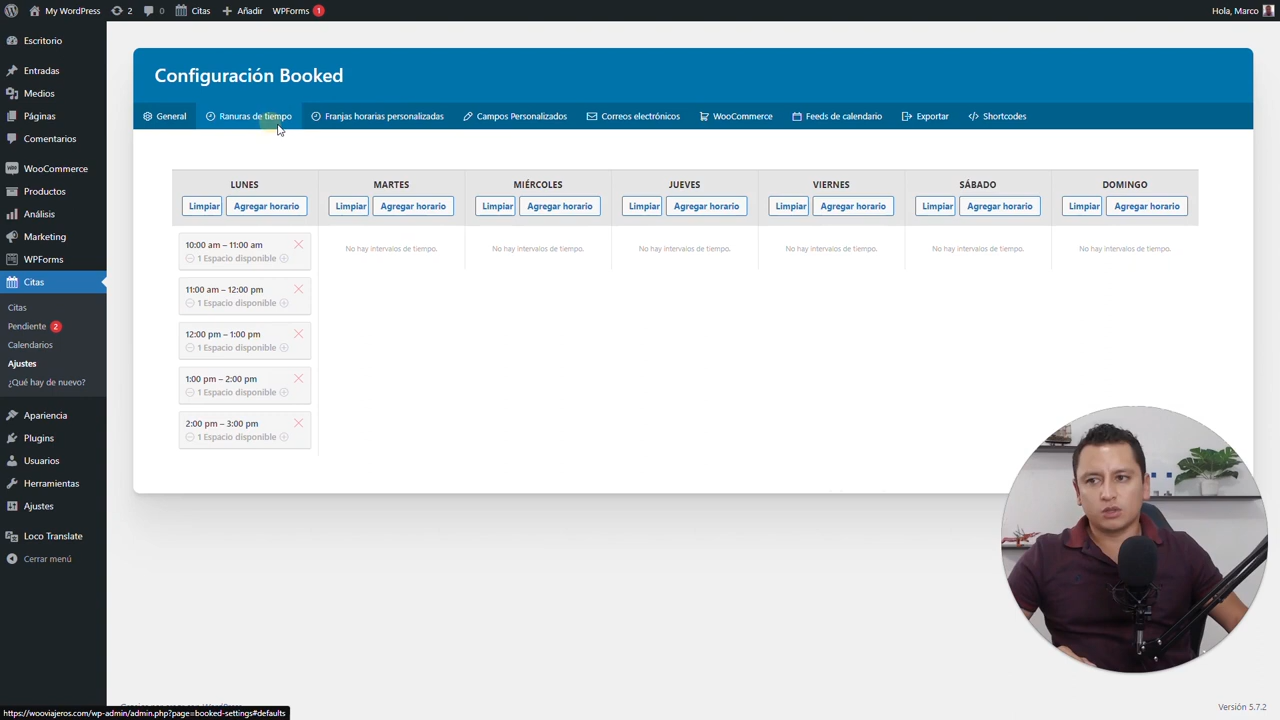 My WordPress 2 0 Citas Añadir WPForms 1 Hola, Marco
Escritorio
Entradas
Medios
Páginas
Comentarios
WooCommerce
Productos
Análisis
Marketing
WPForms
Citas
Citas
Pendiente 2
Calendarios
Ajustes
¿Qué hay de nuevo?
Apariencia
Plugins
Usuarios
Herramientas
Ajustes
Loco Translate
Cerrar menú
Configuración Booked
General Ranuras de tiempo Franjas horarias personalizadas Campos Personalizados Correos electrónicos WooCommerce Feeds de calendario Exportar Shortcodes
LUNES MARTES MIÉRCOLES JUEVES VIERNES SÁBADO DOMINGO
Limpiar Agregar horario Limpiar Agregar horario Limpiar Agregar horario Limpiar Agregar horario Limpiar Agregar horario Limpiar Agregar horario Limpiar Agregar horario
10:00 am – 11:00 am
1 Espacio disponible
No hay intervalos de tiempo. No hay intervalos de tiempo. No hay intervalos de tiempo. No hay intervalos de tiempo. No hay intervalos de tiempo. No hay intervalos de tiempo.
11:00 am – 12:00 pm
1 Espacio disponible
12:00 pm – 1:00 pm
1 Espacio disponible
1:00 pm – 2:00 pm
1 Espacio disponible
2:00 pm – 3:00 pm
1 Espacio disponible
Versión 5.7.2
https://wooviajeros.com/wp-admin/admin.php?page=booked-settings#defaults